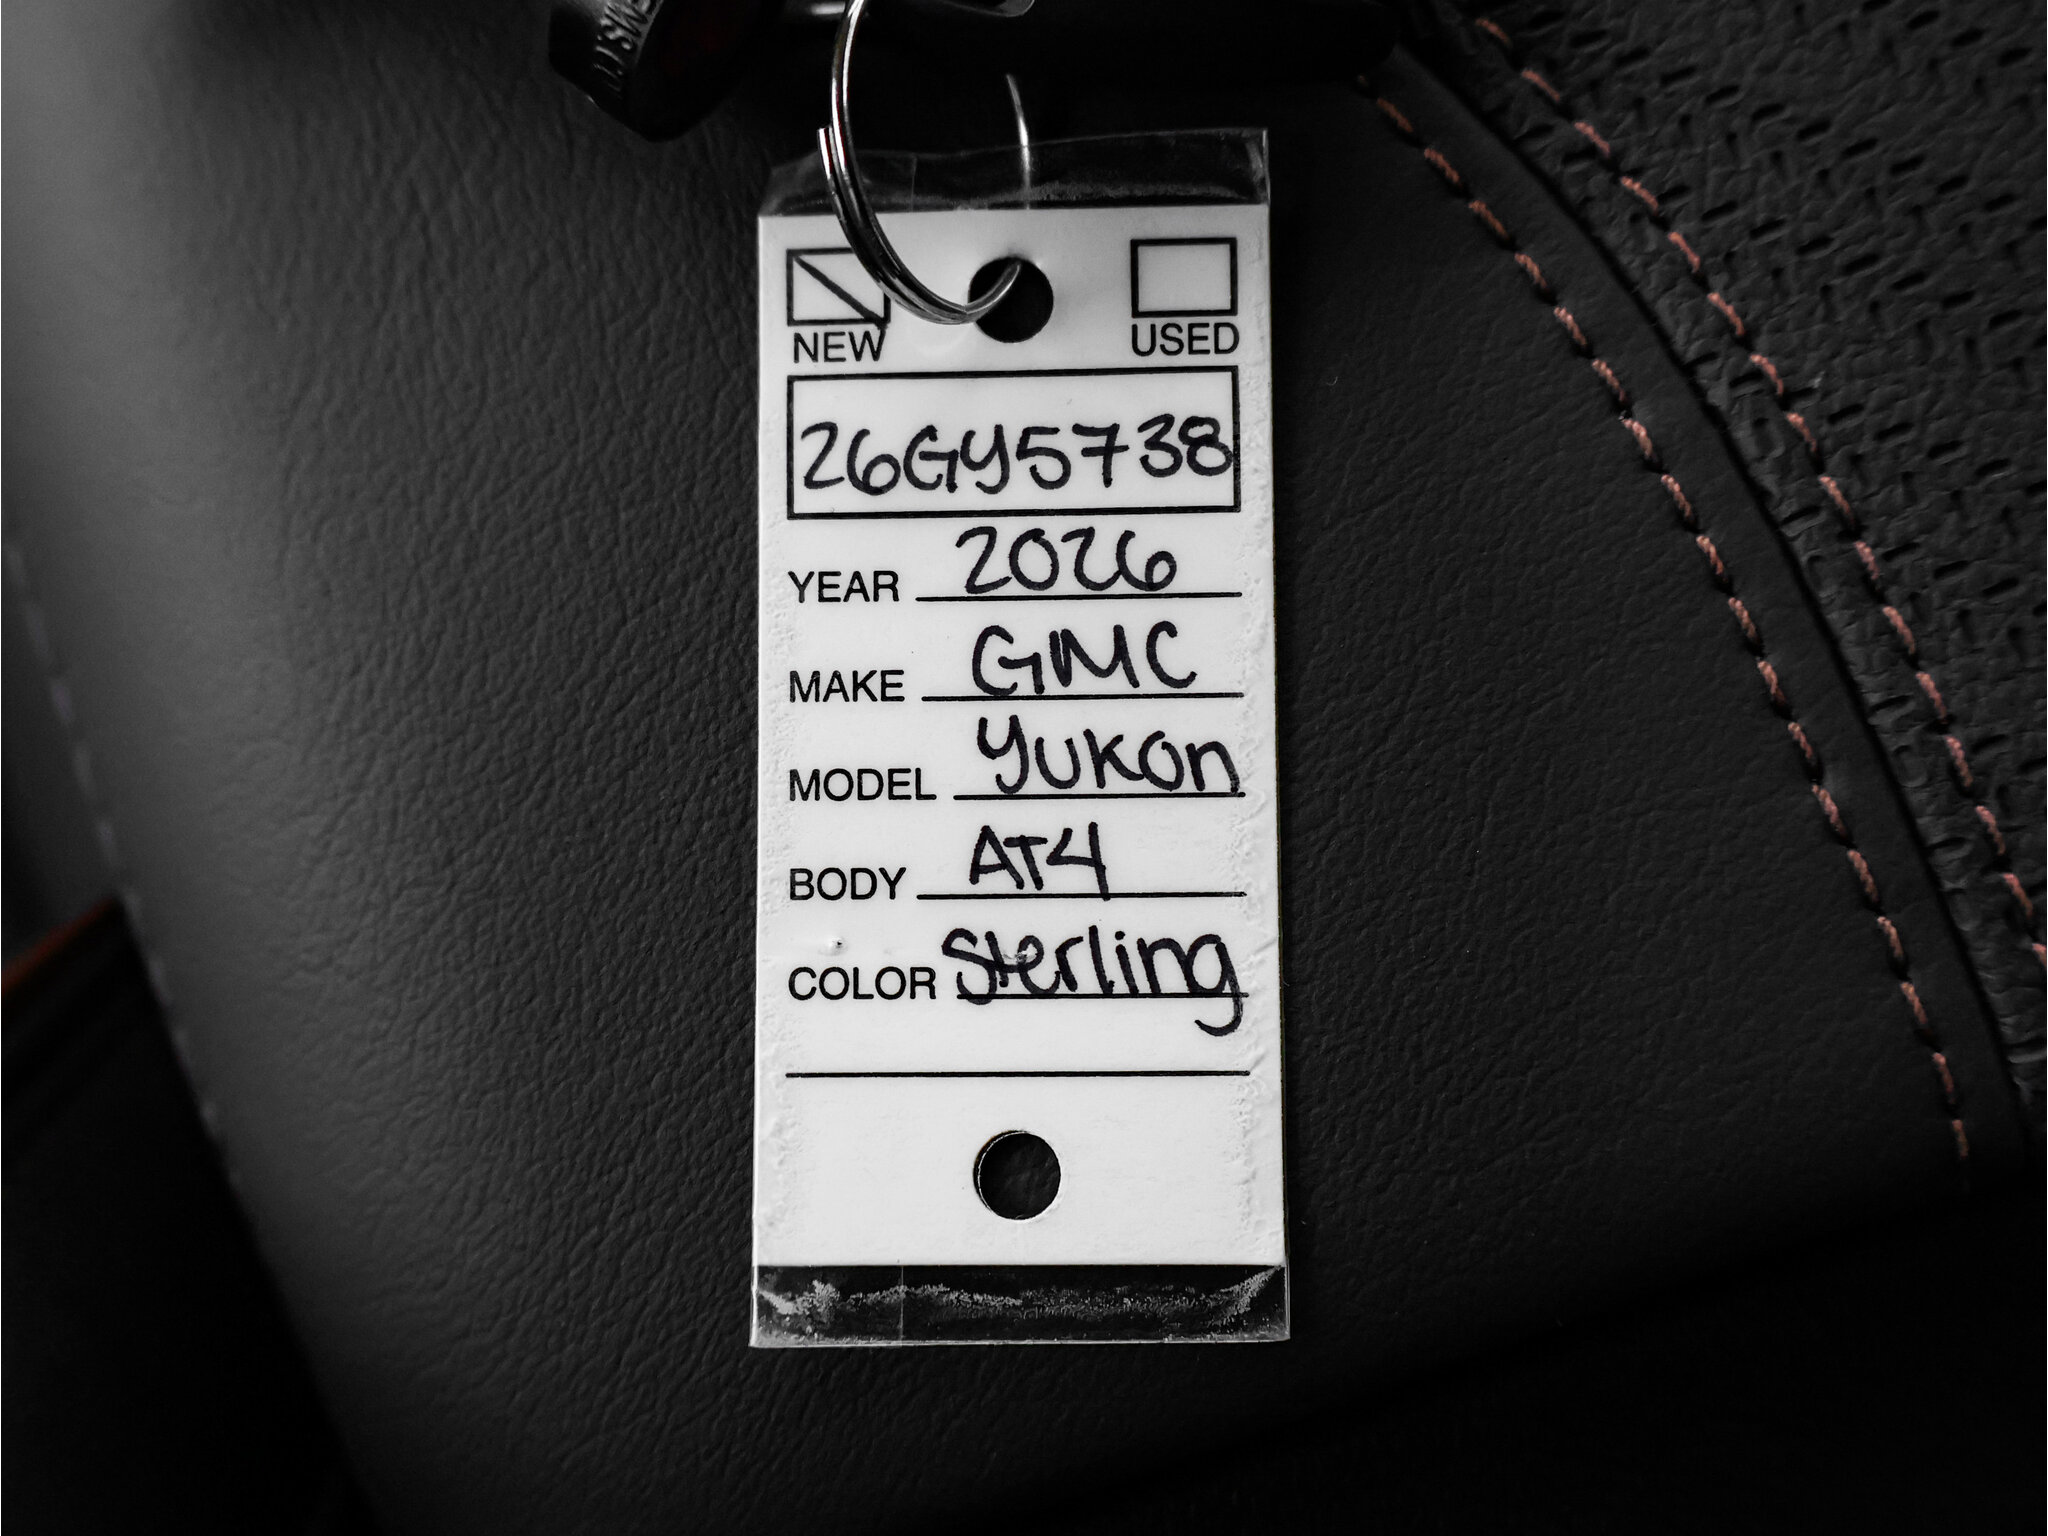 NEW USED
26GY5738
YEAR 2026
MAKE GMC
MODEL Yukon
BODY AT4
COLOR Sterling